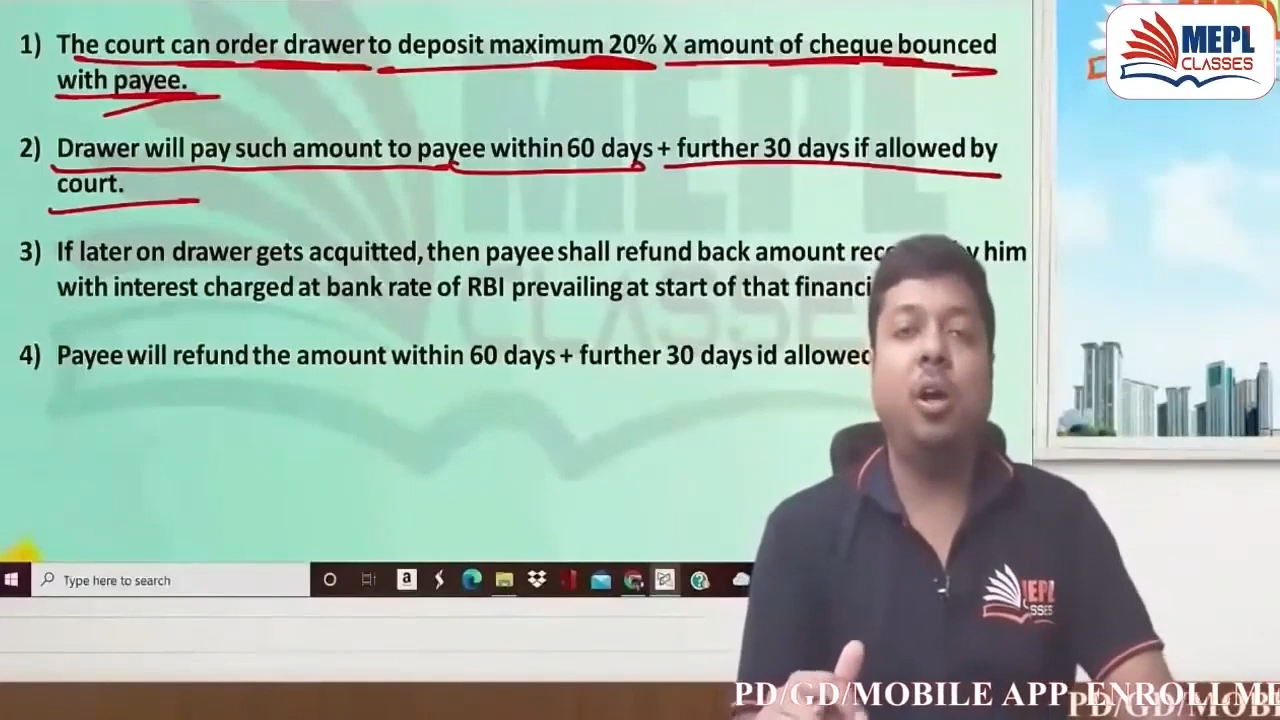 1) The court can order drawer to deposit maximum 20% X amount of cheque bounced
with payee.
2) Drawer will pay such amount to payee within 60 days + further 30 days if allowed by
court.
3) If later on drawer gets acquitted, then payee shall refund back amount him
with interest charged at bank rate of RBI prevailing at start of that
4) Payee will refund the amount within 60 days + further 30 days id
MEPL
CLASSES
MEPL
CLASSES
Type here to search
PD/GD/MOBILE APP